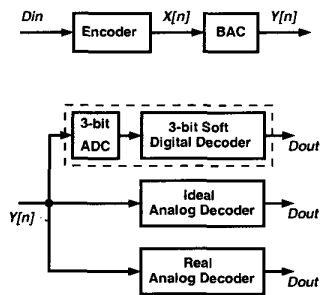 Din
Encoder
X[n]
BAC
Y[n]
3-bit
ADC
3-bit Soft
Digital Decoder
Dout
Y[n]
Ideal
Analog Decoder
Dout
Real
Analog Decoder
Dout